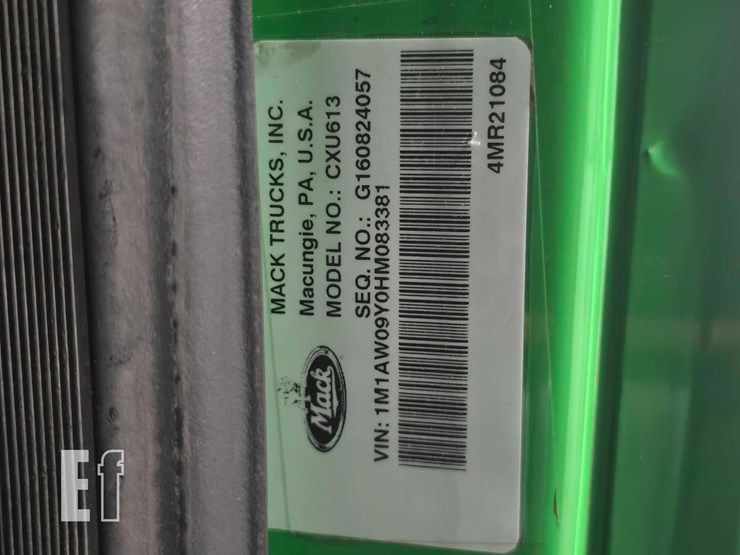 MACK TRUCKS, INC.
Macungie, PA, U.S.A.
MODEL NO.: CXU613
SEQ. NO.: G160824057
Mack
VIN: 1M1AW09Y0HM083381
4MR21084
Ef